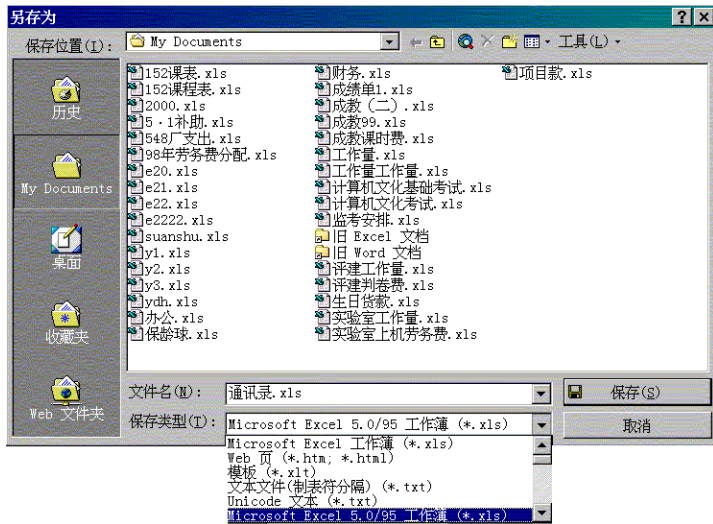 另存为
保存位置(I):
My Documents
工具(L)
历史
My Documents
桌面
收藏夹
Web 文件夹
152课表.xls
152课程表.xls
2000.xls
5·1补助.xls
548厂支出.xls
98年劳务费分配.xls
e20.xls
e21.xls
e22.xls
e2222.xls
suanshu.xls
y1.xls
y2.xls
y3.xls
ydh.xls
办公.xls
保龄球.xls
财务.xls
成绩单1.xls
成教（二）.xls
成教99.xls
成教课时费.xls
工作量.xls
工作量工作量.xls
计算机文化基础考试.xls
计算机文化考试.xls
监考安排.xls
旧 Excel 文档
旧 Word 文档
评建工作量.xls
评建判卷费.xls
生日货款.xls
实验室工作量.xls
实验室上机劳务费.xls
项目款.xls
文件名(N):
通讯录.xls
保存(S)
保存类型(T):
Microsoft Excel 5.0/95 工作簿 (*.xls)
取消
Microsoft Excel 工作簿 (*.xls)
Web 页 (*.htm; *.html)
模板 (*.xlt)
文本文件(制表符分隔) (*.txt)
Unicode 文本 (*.txt)
Microsoft Excel 5.0/95 工作簿 (*.xls)